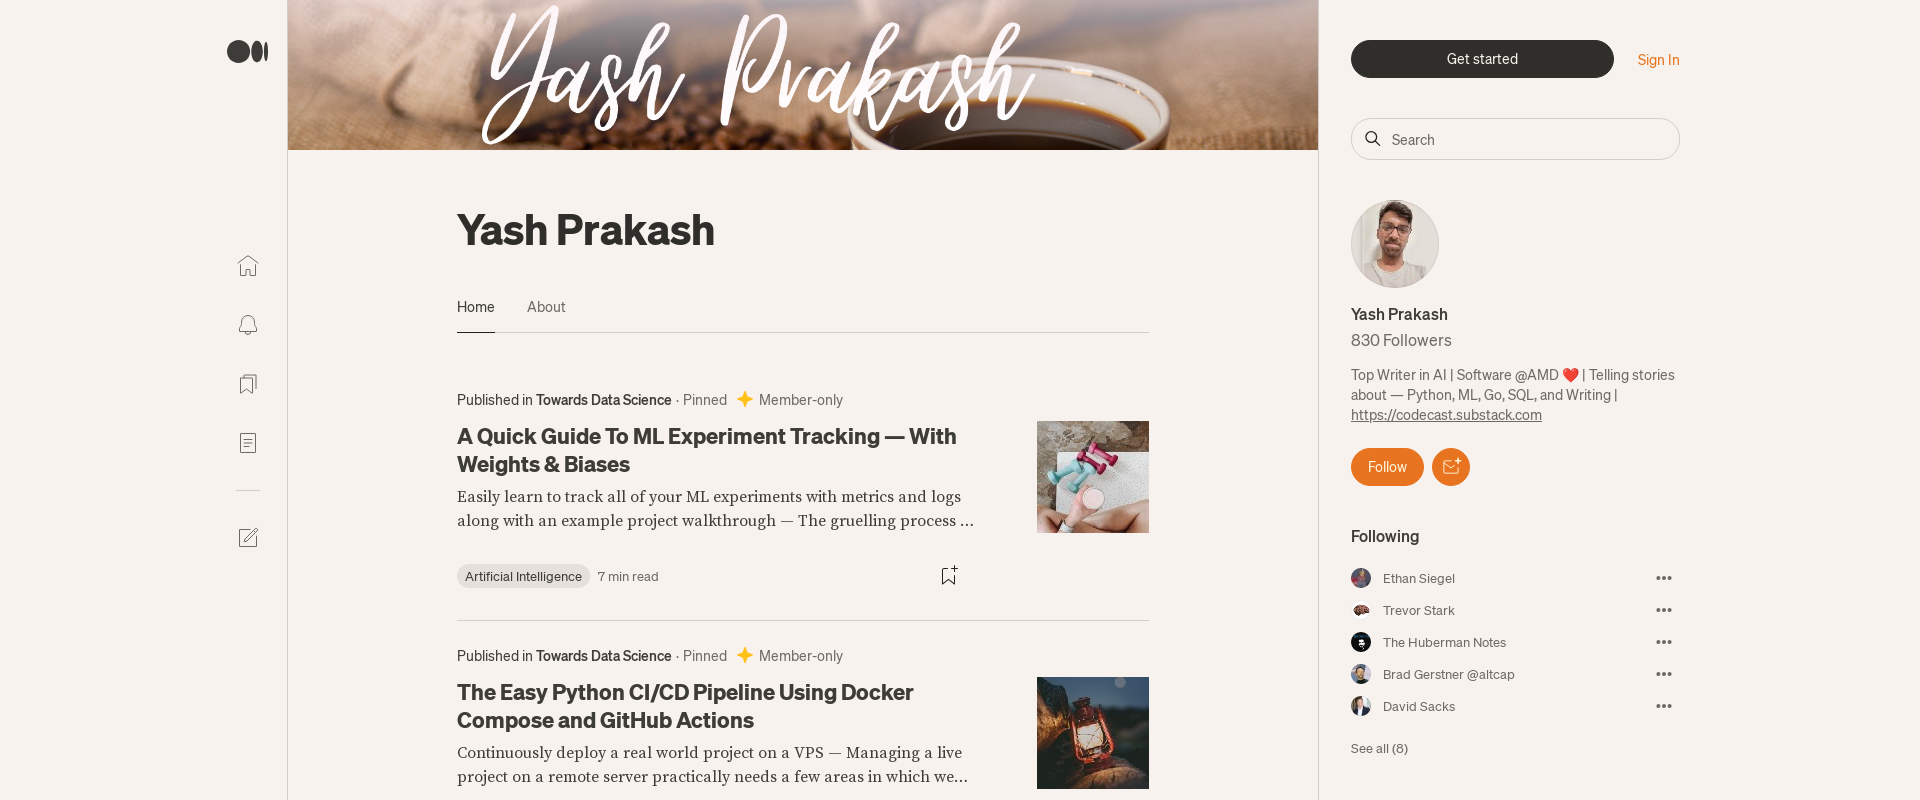 Yash Prakash
Yash Prakash
Home
About
Published in Towards Data Science · Pinned Member-only
A Quick Guide To ML Experiment Tracking — With
Weights & Biases
Easily learn to track all of your ML experiments with metrics and logs
along with an example project walkthrough — The gruelling process …
Artificial Intelligence
7 min read
Published in Towards Data Science · Pinned Member-only
The Easy Python CI/CD Pipeline Using Docker
Compose and GitHub Actions
Continuously deploy a real world project on a VPS — Managing a live
project on a remote server practically needs a few areas in which we…
Get started
Sign In
Search
Yash Prakash
830 Followers
Top Writer in AI | Software @AMD ❤️ | Telling stories
about — Python, ML, Go, SQL, and Writing |
https://codecast.substack.com
Follow
Following
Ethan Siegel
Trevor Stark
The Huberman Notes
Brad Gerstner @altcap
David Sacks
See all (8)